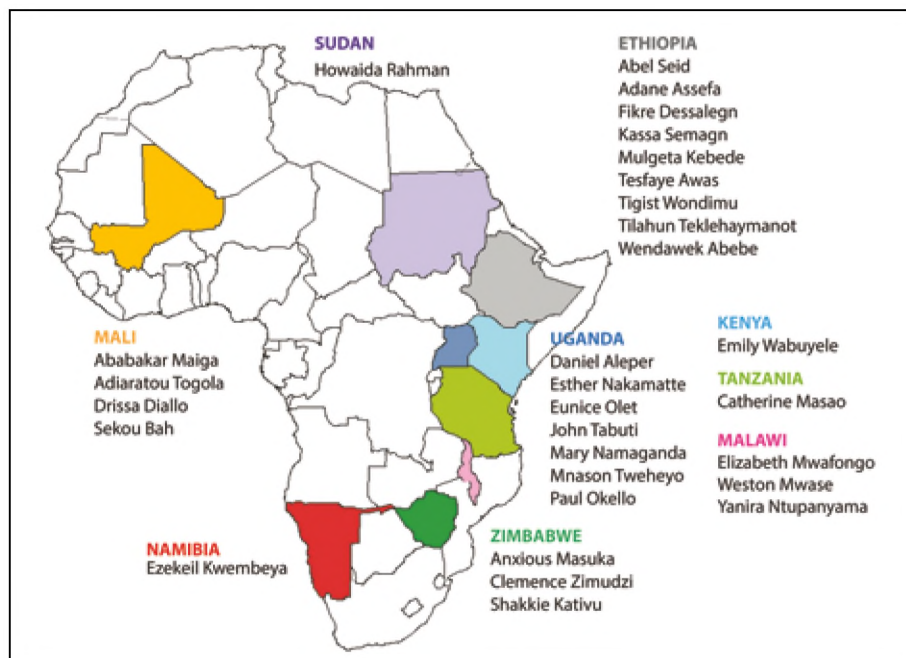 SUDAN
Howaida Rahman
ETHIOPIA
Abel Seid
Adane Assefa
Fikre Dessalegn
Kassa Semagn
Mulgeta Kebede
Tesfaye Awas
Tigist Wondimu
Tilahun Teklehaymanot
Wendawek Abebe
MALI
Ababakar Maiga
Adiaratou Togola
Drissa Diallo
Sekou Bah
UGANDA
Daniel Aleper
Esther Nakamatte
Eunice Olet
John Tabuti
Mary Namaganda
Mnason Tweheyo
Paul Okello
KENYA
Emily Wabuyele
TANZANIA
Catherine Masao
MALAWI
Elizabeth Mwafongo
Weston Mwase
Yanira Ntupanyama
NAMIBIA
Ezekeil Kwembeya
ZIMBABWE
Anxious Masuka
Clemence Zimudzi
Shakkie Kativu